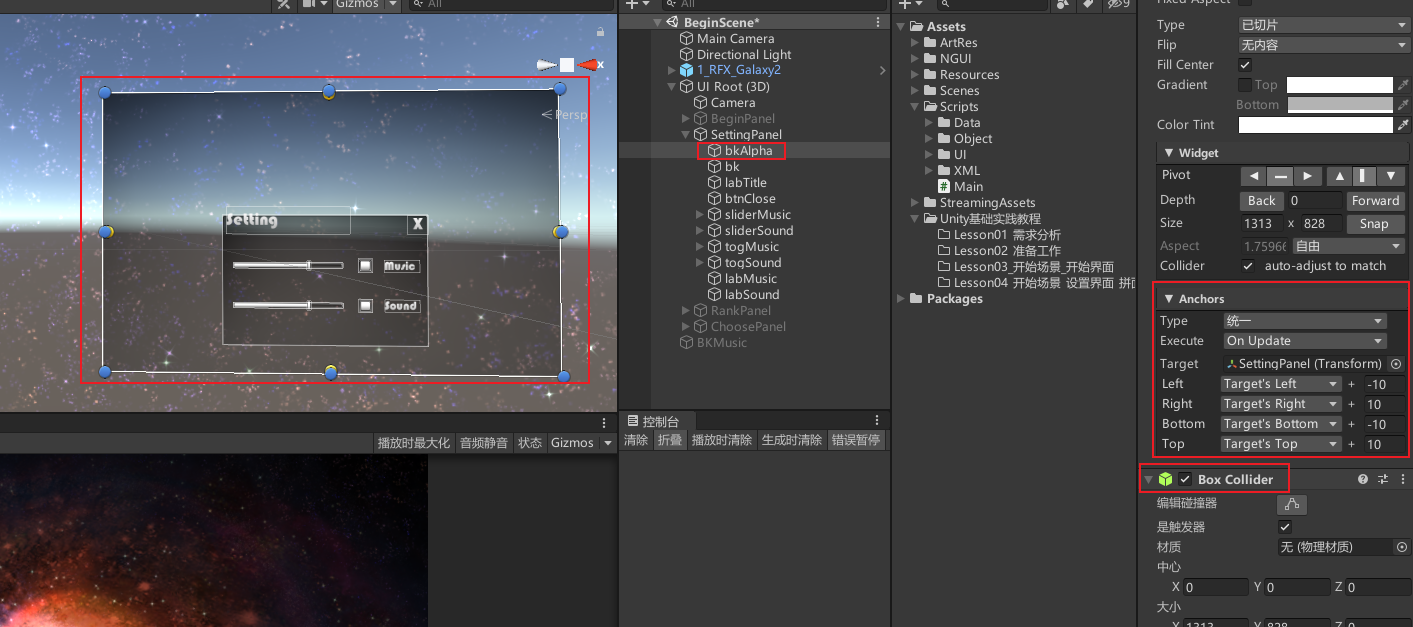 Gizmos
All
Persp
Setting
X
Music
Sound
播放时最大化 音频静音 状态 Gizmos
All
BeginScene*
Main Camera
Directional Light
1_RFX_Galaxy2
UI Root (3D)
Camera
BeginPanel
SettingPanel
bkAlpha
bk
labTitle
btnClose
sliderMusic
sliderSound
togMusic
togSound
labMusic
labSound
RankPanel
ChoosePanel
BKMusic
控制台
清除 折叠 播放时清除 生成时清除 错误暂停
9
Assets
ArtRes
NGUI
Resources
Scenes
Scripts
Data
Object
UI
XML
Main
StreamingAssets
Unity基础实践教程
Lesson01 需求分析
Lesson02 准备工作
Lesson03_开始场景_开始界面
Lesson04 开始场景 设置界面 拼面
Packages
Fixed Aspect
Type 已切片
Flip 无内容
Fill Center
Gradient Top
Bottom
Color Tint
Widget
Pivot
Depth Back 0 Forward
Size 1313 x 828 Snap
Aspect 1.75966 自由
Collider auto-adjust to match
Anchors
Type 统一
Execute On Update
Target SettingPanel (Transform)
Left Target's Left + -10
Right Target's Right + 10
Bottom Target's Bottom + -10
Top Target's Top + 10
Box Collider
编辑碰撞器
是触发器
材质 无 (物理材质)
中心
X 0 Y 0 Z 0
大小
X 1313 Y 828 Z 0